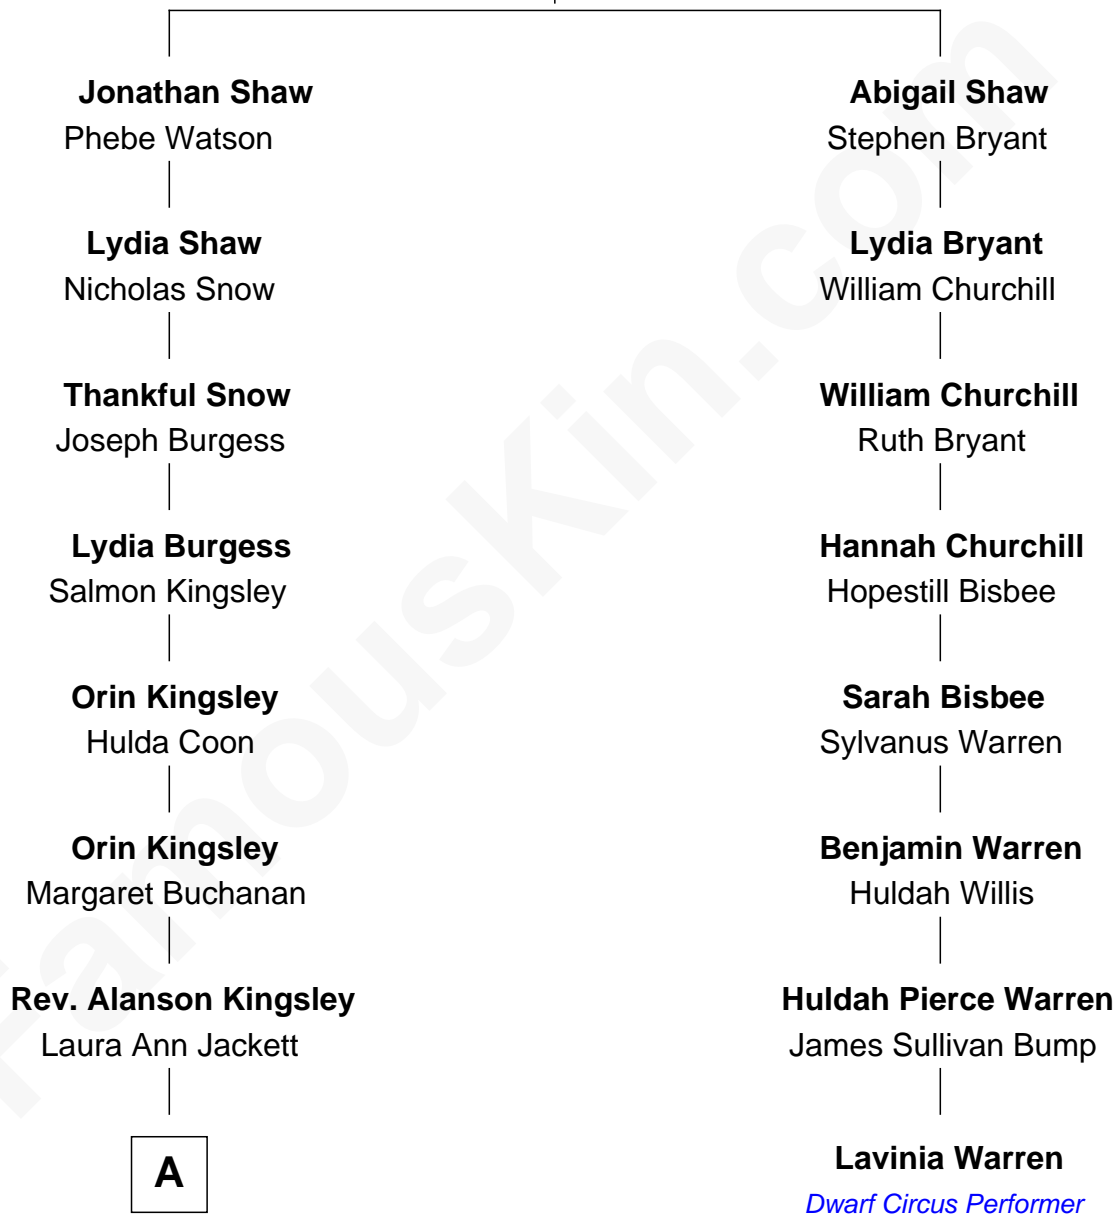 Jonathan Shaw
Phebe Watson
Lydia Shaw
Nicholas Snow
Thankful Snow
Joseph Burgess
Lydia Burgess
Salmon Kingsley
Orin Kingsley
Hulda Coon
Orin Kingsley
Margaret Buchanan
Rev. Alanson Kingsley
Laura Ann Jackett
A
Abigail Shaw
Stephen Bryant
Lydia Bryant
William Churchill
William Churchill
Ruth Bryant
Hannah Churchill
Hopestill Bisbee
Sarah Bisbee
Sylvanus Warren
Benjamin Warren
Huldah Willis
Huldah Pierce Warren
James Sullivan Bump
Lavinia Warren
Dwarf Circus Performer
FamousKin.com